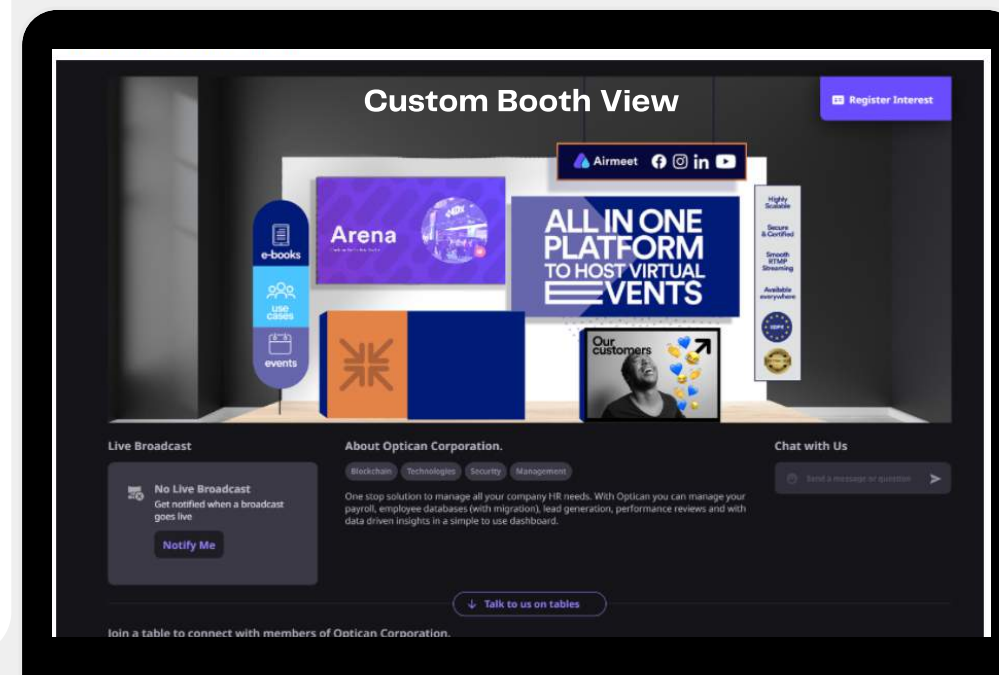 Custom Booth View
Register Interest
Airmeet
in
Arena
ALL IN ONE
PLATFORM
TO HOST VIRTUAL
EVENTS
e-books
use
cases
events
Our
customers
Highly
Scalable
Secure
& Certified
Smooth
RTMP
Streaming
Available
everywhere
Live Broadcast
No Live Broadcast
Get notified when a broadcast
goes live
Notify Me
About Optican Corporation.
Blockchain Technologies Security Management
One stop solution to manage all your company HR needs. With Optican you can manage your
payroll, employee databases (with migration), lead generation, performance reviews and with
data driven insights in a simple to use dashboard.
Chat with Us
Send a message or question
Talk to us on tables
Join a table to connect with members of Optican Corporation.